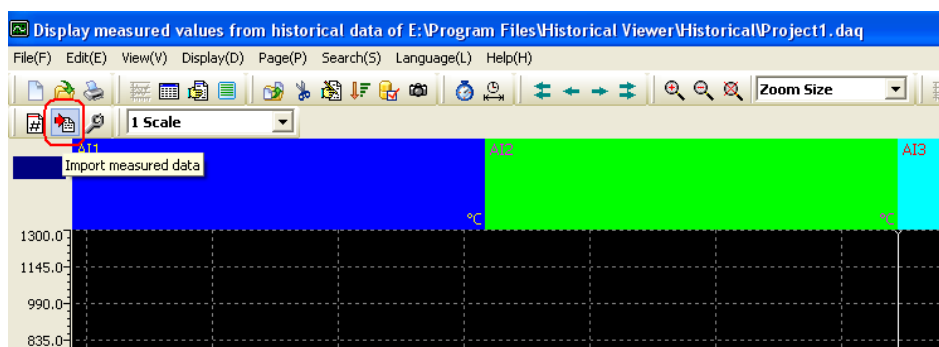 Display measured values from historical data of E:\Program Files\Historical Viewer\Historical\Project1.daq
File(F) Edit(E) View(V) Display(D) Page(P) Search(S) Language(L) Help(H)
Zoom Size
1 Scale
AI1 AI2 AI3
Import measured data
°C °C
1300.0
1145.0
990.0
835.0